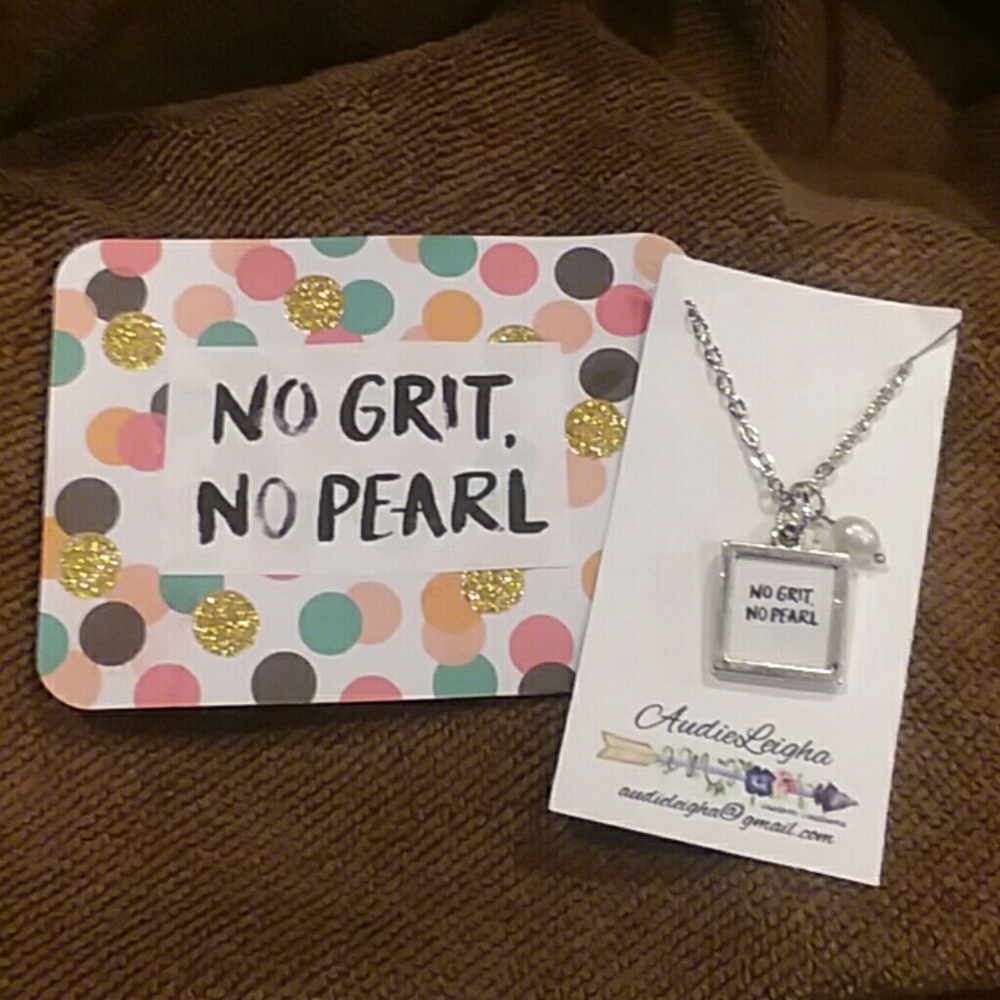 NO GRIT,
NO PEARL
NO GRIT,
NO PEARL
AudieLeigha
audieleigha@gmail.com